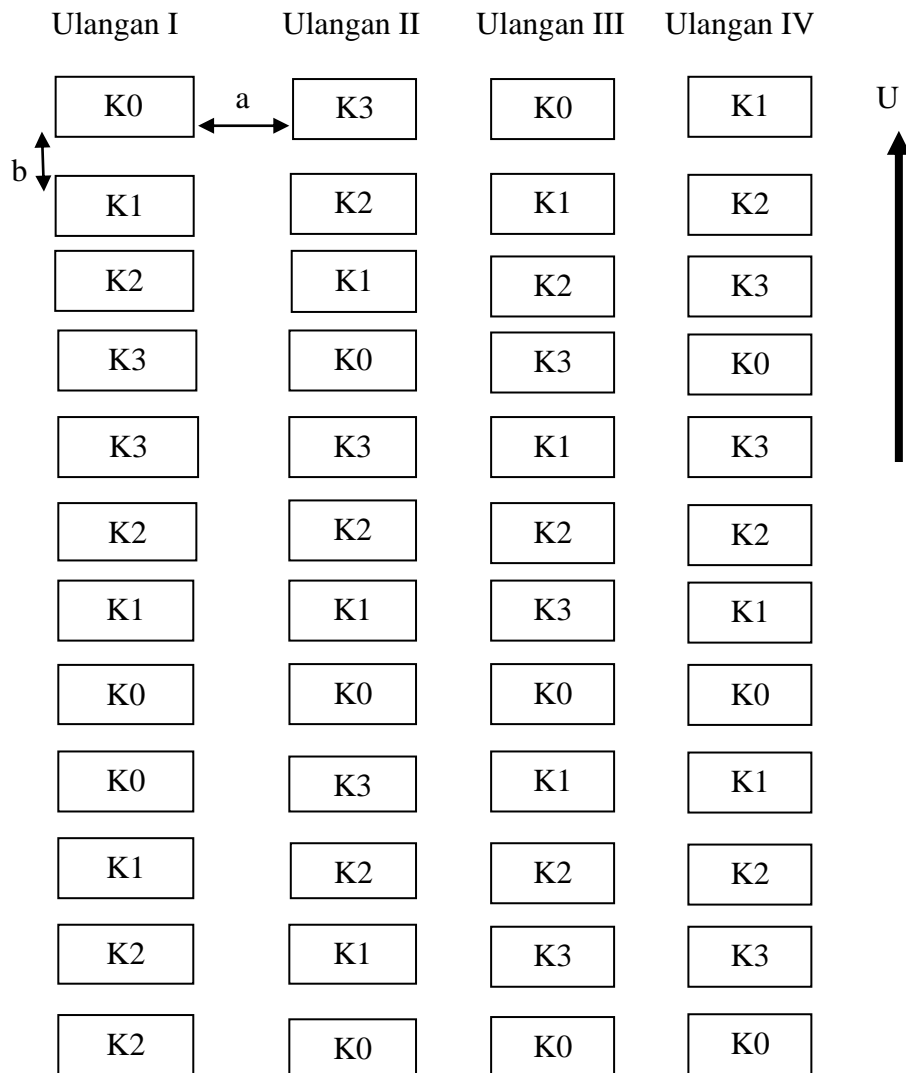 Ulangan I Ulangan II Ulangan III Ulangan IV
K0 a K3 K0 K1 U
b
K1 K2 K1 K2
K2 K1 K2 K3
K3 K0 K3 K0
K3 K3 K1 K3
K2 K2 K2 K2
K1 K1 K3 K1
K0 K0 K0 K0
K0 K3 K1 K1
K1 K2 K2 K2
K2 K1 K3 K3
K2 K0 K0 K0